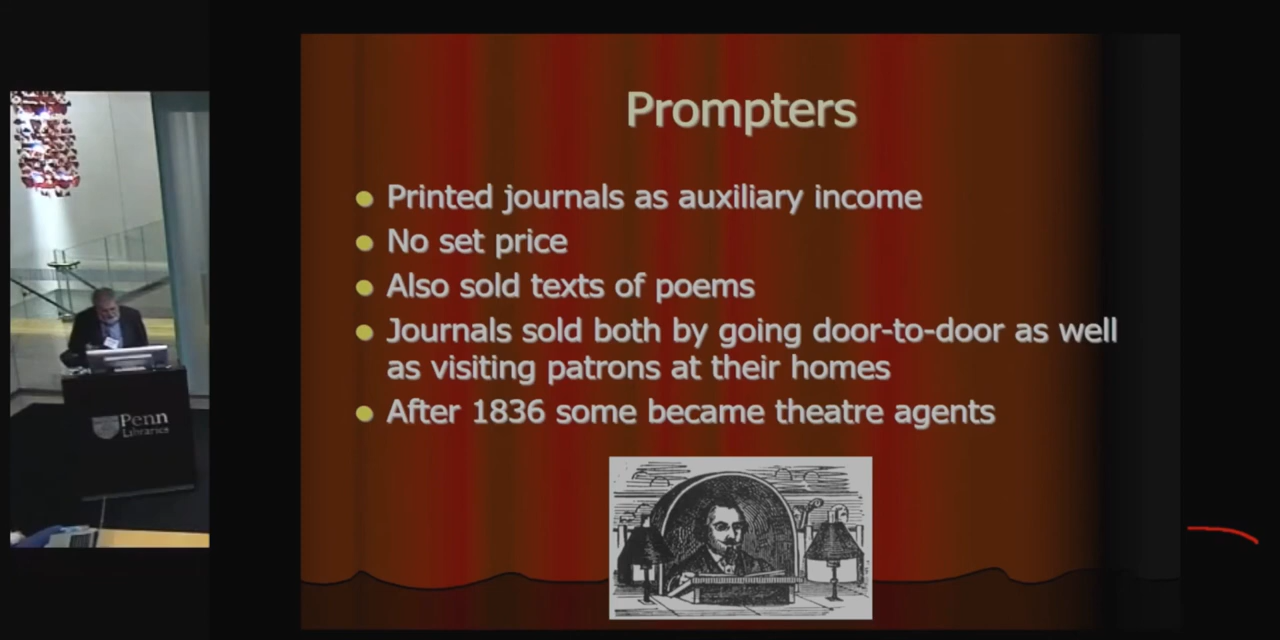 Prompters
Printed journals as auxiliary income
No set price
Also sold texts of poems
Journals sold both by going door-to-door as well
as visiting patrons at their homes
After 1836 some became theatre agents
Penn
Libraries